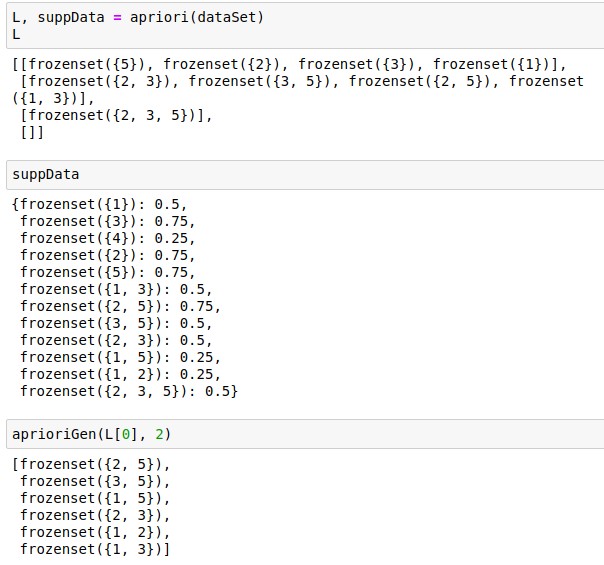 L, suppData = apriori(dataSet)
L
[[frozenset({5}), frozenset({2}), frozenset({3}), frozenset({1})],
 [frozenset({2, 3}), frozenset({3, 5}), frozenset({2, 5}), frozenset
({1, 3})],
 [frozenset({2, 3, 5})],
 []]
suppData
{frozenset({1}): 0.5,
 frozenset({3}): 0.75,
 frozenset({4}): 0.25,
 frozenset({2}): 0.75,
 frozenset({5}): 0.75,
 frozenset({1, 3}): 0.5,
 frozenset({2, 5}): 0.75,
 frozenset({3, 5}): 0.5,
 frozenset({2, 3}): 0.5,
 frozenset({1, 5}): 0.25,
 frozenset({1, 2}): 0.25,
 frozenset({2, 3, 5}): 0.5}
aprioriGen(L[0], 2)
[frozenset({2, 5}),
 frozenset({3, 5}),
 frozenset({1, 5}),
 frozenset({2, 3}),
 frozenset({1, 2}),
 frozenset({1, 3})]